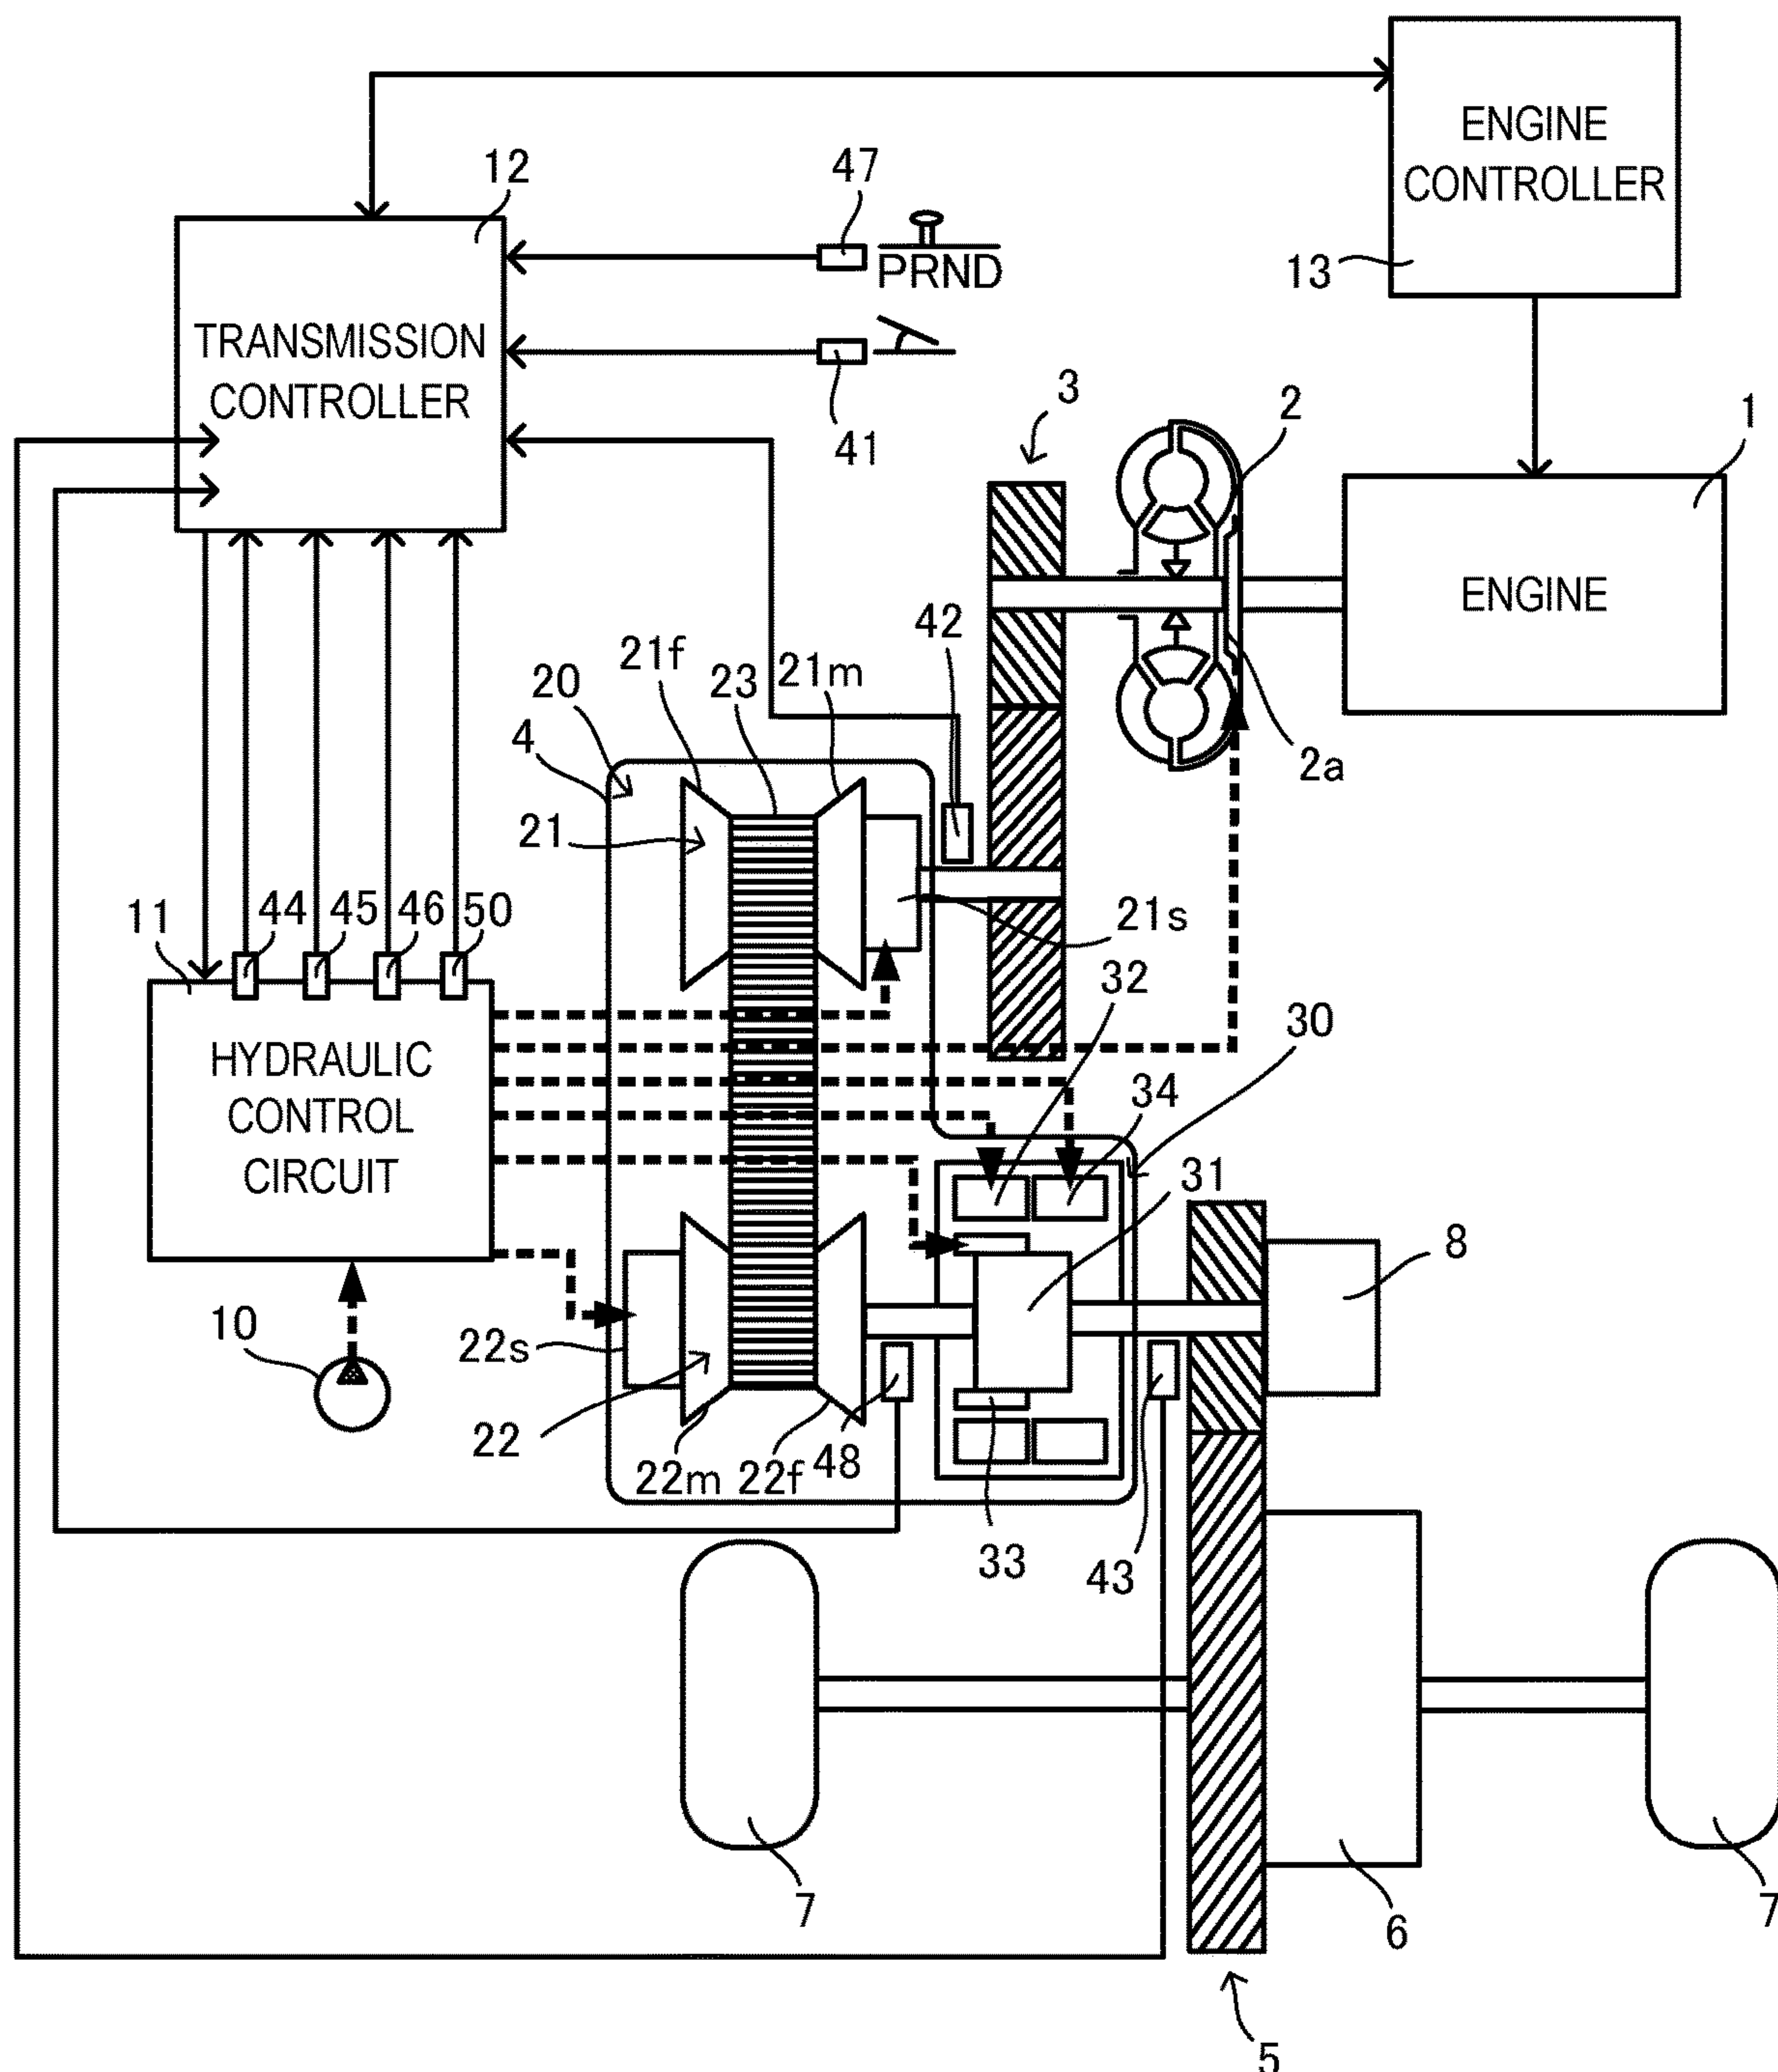 ENGINE
CONTROLLER
13
12
47
PRND
TRANSMISSION
CONTROLLER
41
3
2
1
ENGINE
42
21f
20
23
21m
4
2a
21
11
44
45
46
50
21s
32
30
HYDRAULIC
CONTROL
CIRCUIT
34
31
8
10
22s
22
22m
22f
48
33
43
7
6
7
5